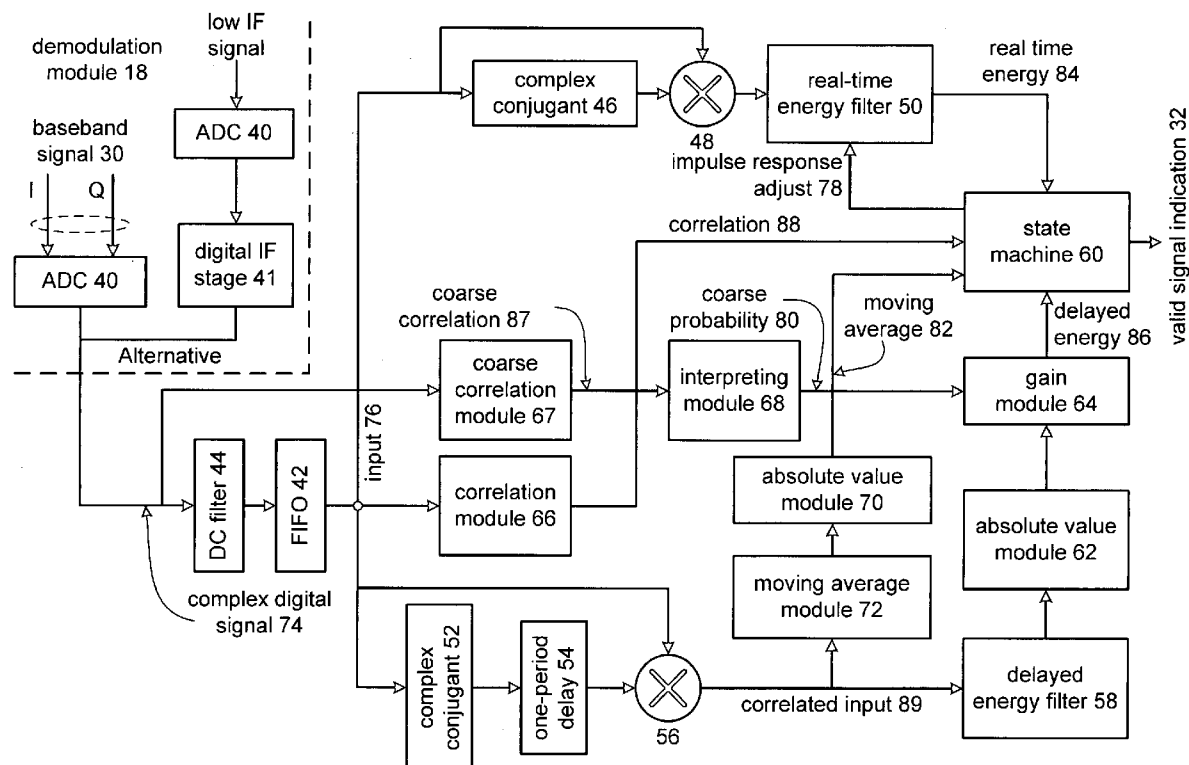 low IF
signal
demodulation
module 18
ADC 40
baseband
signal 30
I
Q
ADC 40
digital IF
stage 41
Alternative
complex
conjugant 46
48
real-time
energy filter 50
real time
energy 84
impulse response
adjust 78
correlation 88
state
machine 60
valid signal indication 32
coarse
correlation 87
coarse
probability 80
moving
average 82
delayed
energy 86
coarse
correlation
module 67
interpreting
module 68
gain
module 64
input 76
DC filter 44
FIFO 42
correlation
module 66
absolute value
module 70
absolute value
module 62
complex digital
signal 74
moving average
module 72
complex
conjugant 52
one-period
delay 54
56
correlated input 89
delayed
energy filter 58